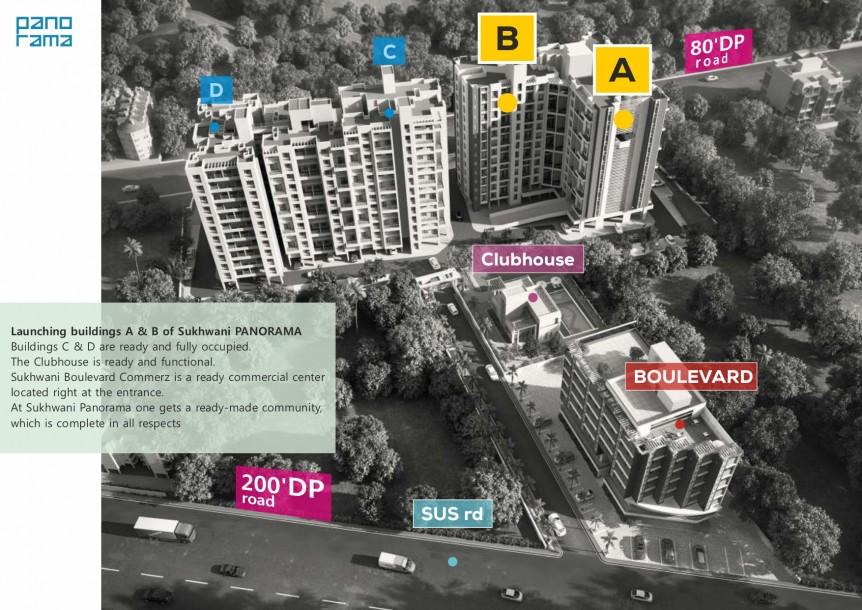 pano
rama
B
A
80'DP
road
C
D
Clubhouse
Launching buildings A & B of Sukhwani PANORAMA
Buildings C & D are ready and fully occupied.
The Clubhouse is ready and functional.
Sukhwani Boulevard Commerz is a ready commercial center
located right at the entrance.
At Sukhwani Panorama one gets a ready-made community,
which is complete in all respects
BOULEVARD
200'DP
road
SUS rd